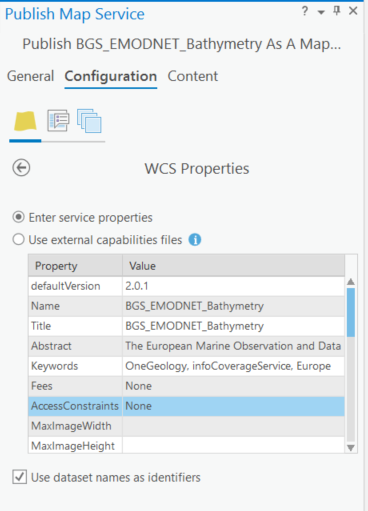 Publish Map Service
Publish BGS_EMODNET_Bathymetry As A Map...
General Configuration Content
WCS Properties
Enter service properties
Use external capabilities files
Property Value
defaultVersion 2.0.1
Name BGS_EMODNET_Bathymetry
Title BGS_EMODNET_Bathymetry
Abstract The European Marine Observation and Data
Keywords OneGeology, infoCoverageService, Europe
Fees None
AccessConstraints None
MaxImageWidth
MaxImageHeight
Use dataset names as identifiers